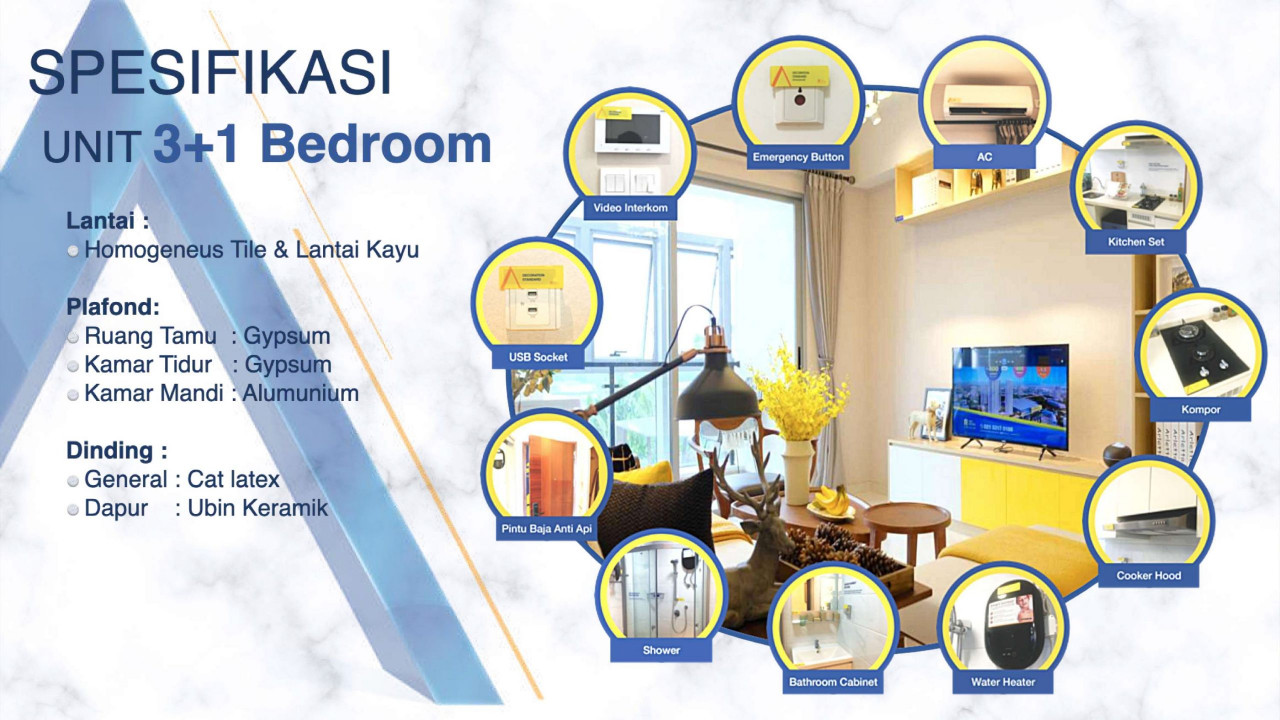 SPESIFIKASI
UNIT 3+1 Bedroom
Lantai :
Homogeneus Tile & Lantai Kayu
Plafond:
Ruang Tamu : Gypsum
Kamar Tidur : Gypsum
Kamar Mandi : Alumunium
Dinding :
General : Cat latex
Dapur : Ubin Keramik
Emergency Button
AC
Video Interkom
Kitchen Set
USB Socket
Kompor
Pintu Baja Anti Api
Cooker Hood
Shower
Bathroom Cabinet
Water Heater